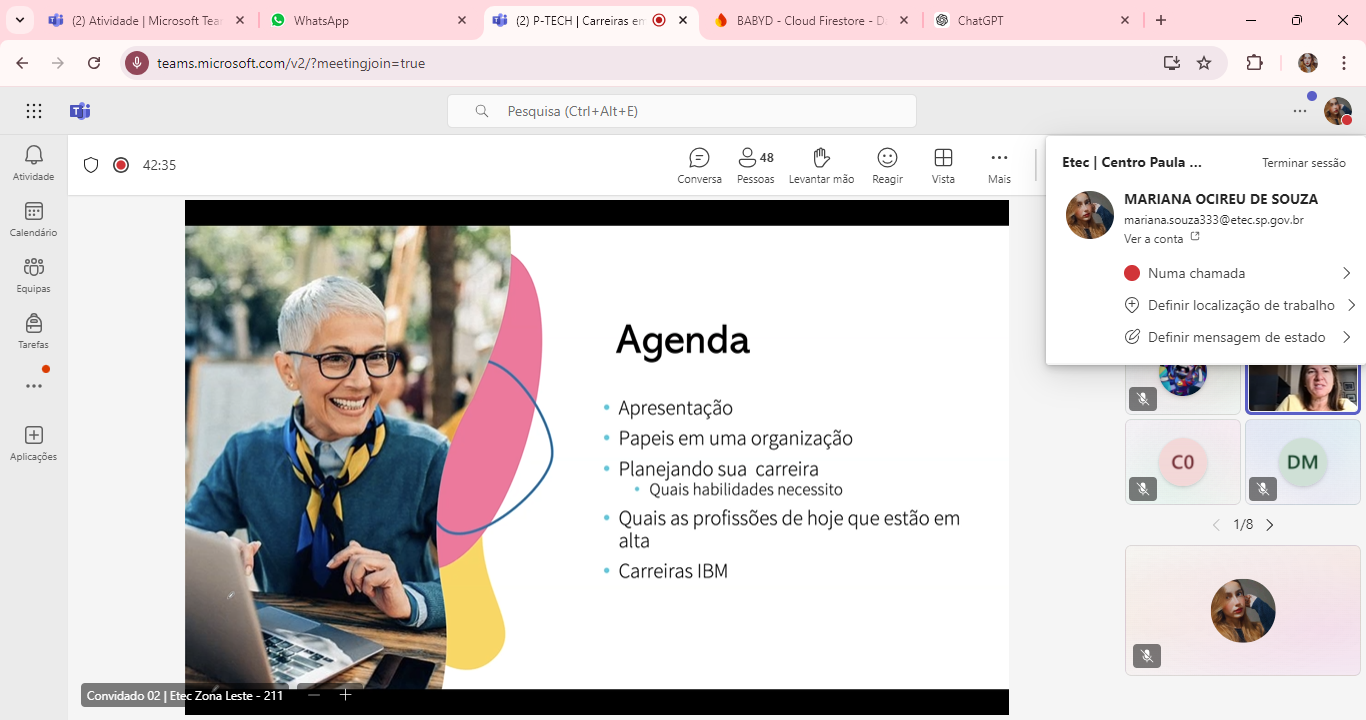 (2) Atividade | Microsoft Tea
WhatsApp
(2) P-TECH | Carreiras em
BABYD - Cloud Firestore - D
ChatGPT
teams.microsoft.com/v2/?meetingjoin=true
Pesquisa (Ctrl+Alt+E)
Atividade
Calendário
Equipas
Tarefas
Aplicações
42:35
Conversa
48
Pessoas
Levantar mão
Reagir
Vista
Mais
Etec | Centro Paula ...
Terminar sessão
MARIANA OCIREU DE SOUZA
mariana.souza333@etec.sp.gov.br
Ver a conta
Numa chamada
Definir localização de trabalho
Definir mensagem de estado
Agenda
• Apresentação
• Papeis em uma organização
• Planejando sua carreira
• Quais habilidades necessito
• Quais as profissões de hoje que estão em
alta
• Carreiras IBM
C0
DM
1/8
Convidado 02 | Etec Zona Leste - 211